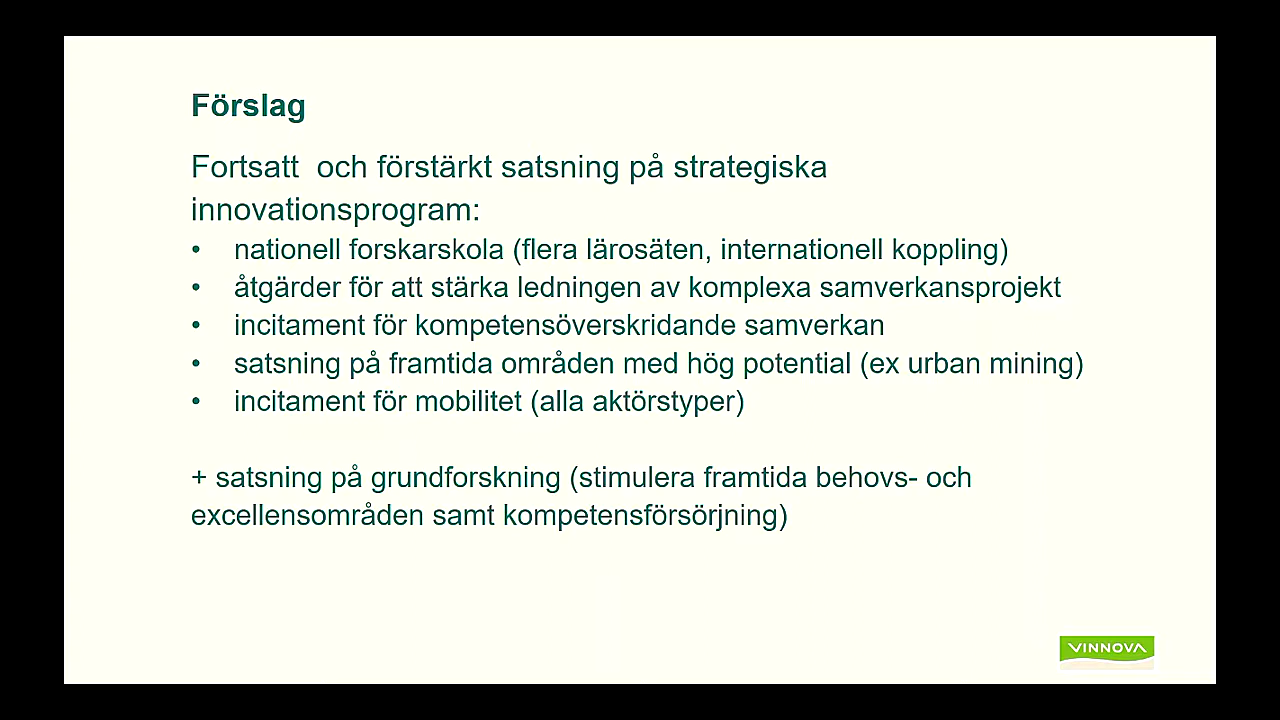 Förslag
Fortsatt  och förstärkt satsning på strategiska
innovationsprogram:
• nationell forskarskola (flera lärosäten, internationell koppling)
• åtgärder för att stärka ledningen av komplexa samverkansprojekt
• incitament för kompetensöverskridande samverkan
• satsning på framtida områden med hög potential (ex urban mining)
• incitament för mobilitet (alla aktörstyper)
+ satsning på grundforskning (stimulera framtida behovs- och
excellensområden samt kompetensförsörjning)
VINNOVA